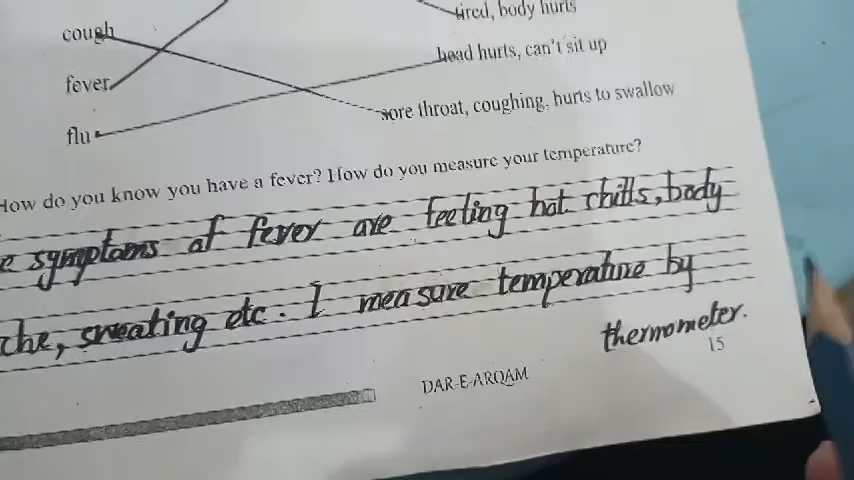 tired, body hurts
cough
head hurts, can't sit up
fever
sore throat, coughing, hurts to swallow
flu
How do you know you have a fever? How do you measure your temperature?
e symptoms of fever are feeling hot chills, body
che, sweating etc. I measure temperature by
thermometer.
15
DAR-E-ARQAM